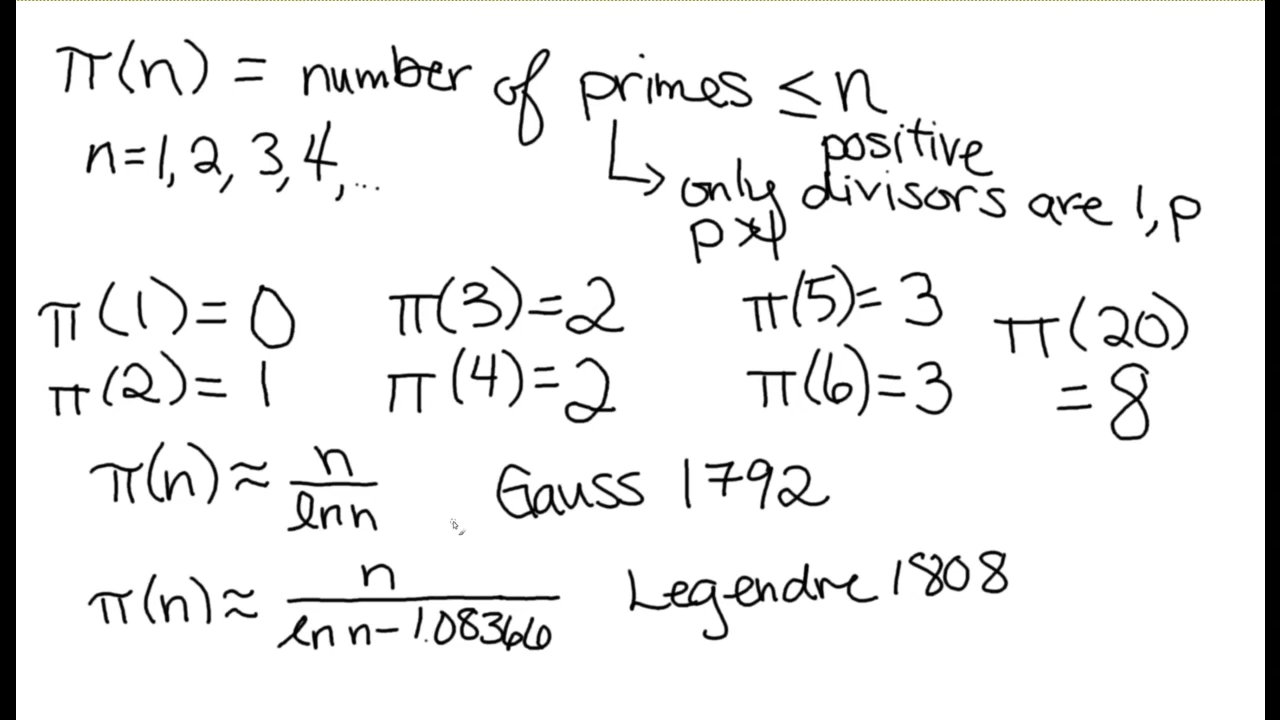 π(n) = number of primes ≤ n
n=1, 2, 3, 4, ...
positive
only divisors are 1, p
p ≠ 1
π(1)=0 π(3)=2 π(5)=3 π(20)
π(2)=1 π(4)=2 π(6)=3 =8
π(n) ≈ n/ln n Gauss 1792
π(n) ≈ n/(ln n - 1.08366) Legendre 1808